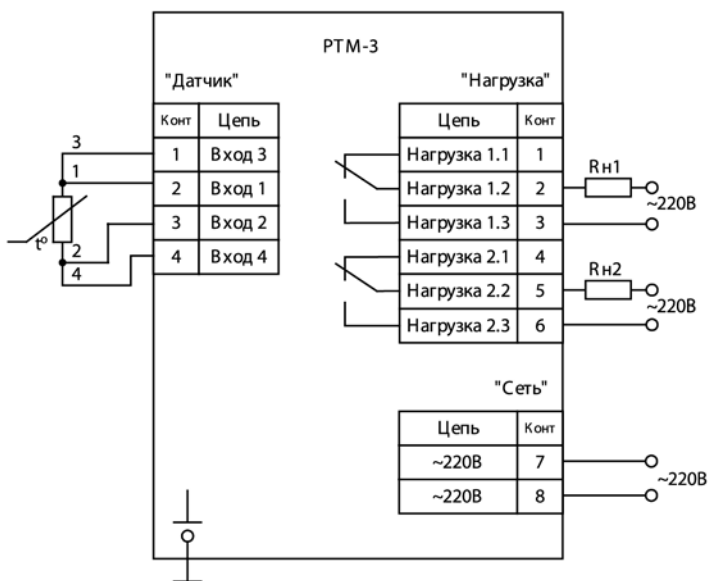 РТМ-3
"Датчик"
Конт Цепь
1 Вход 3
2 Вход 1
3 Вход 2
4 Вход 4
3
1
tº
2
4
"Нагрузка"
Цепь Конт
Нагрузка 1.1 1
Нагрузка 1.2 2
Нагрузка 1.3 3
Нагрузка 2.1 4
Нагрузка 2.2 5
Нагрузка 2.3 6
Rн1
~220В
Rн2
~220В
"Сеть"
Цепь Конт
~220В 7
~220В 8
~220В